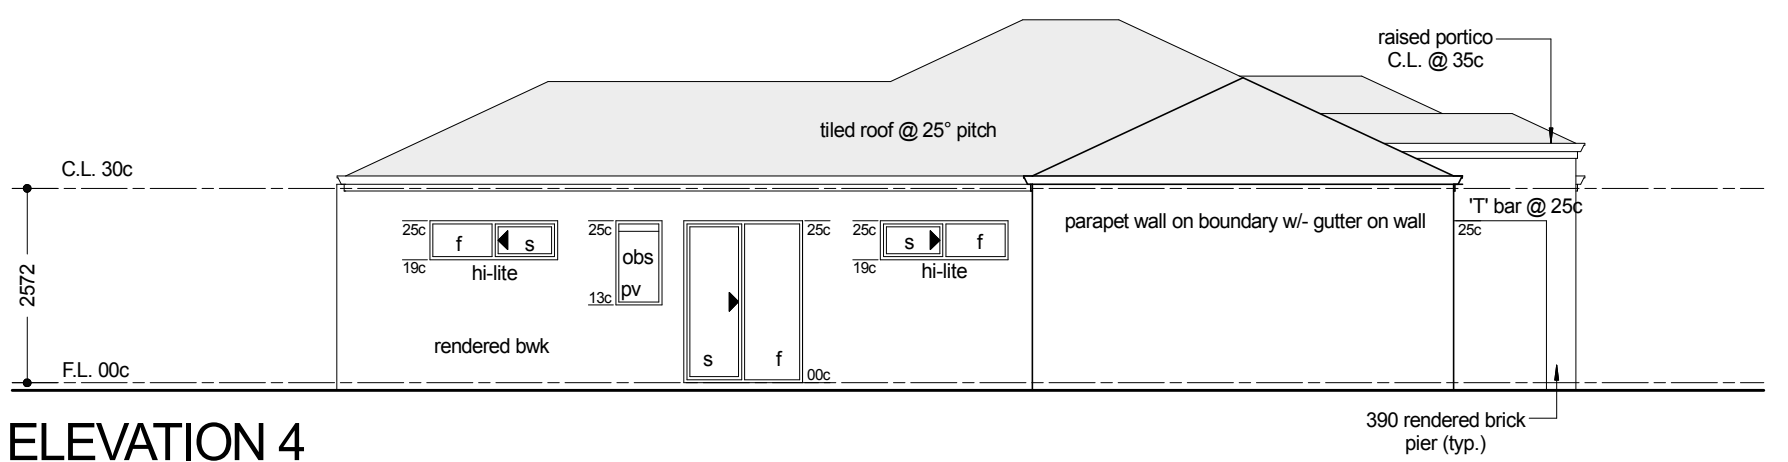 raised portico
C.L. @ 35c
tiled roof @ 25° pitch
C.L. 30c
'T' bar @ 25c
parapet wall on boundary w/- gutter on wall
25c
f
s
19c
hi-lite
25c
obs
pv
13c
25c
s
f
00c
25c
s
f
19c
hi-lite
25c
2572
rendered bwk
F.L. 00c
390 rendered brick
pier (typ.)
ELEVATION 4